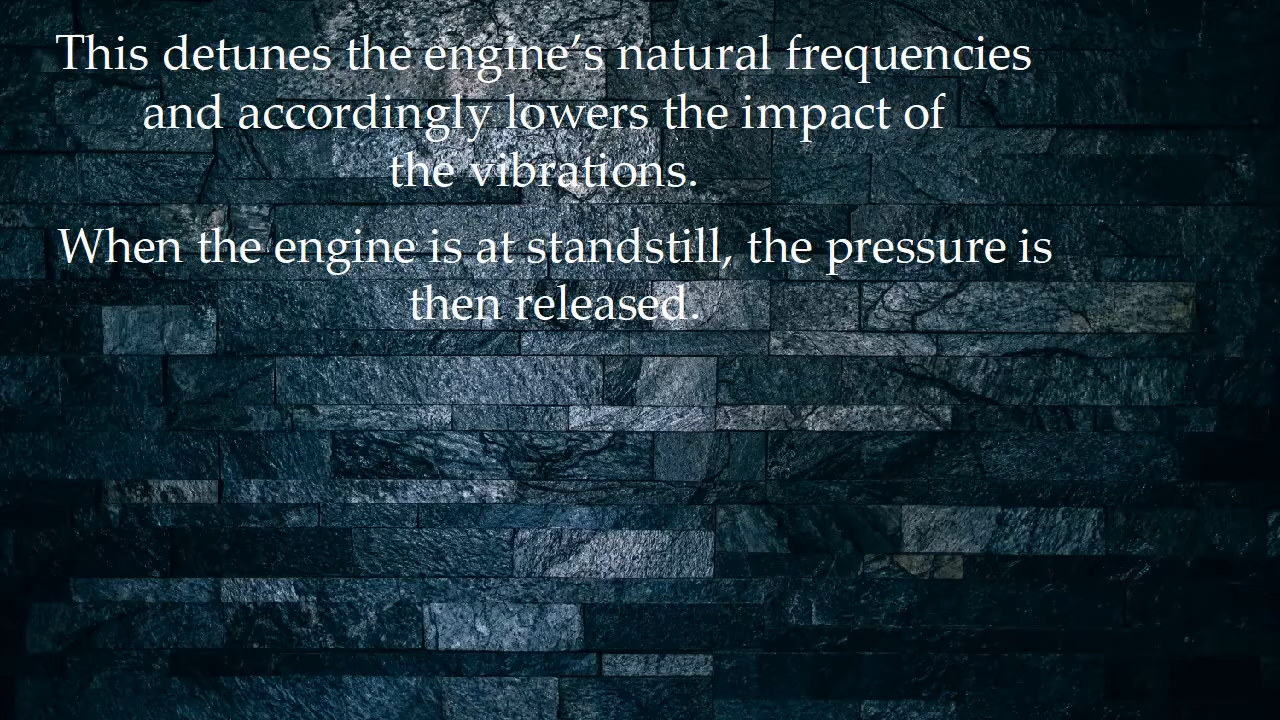 This detunes the engine’s natural frequencies
and accordingly lowers the impact of
the vibrations.
When the engine is at standstill, the pressure is
then released.